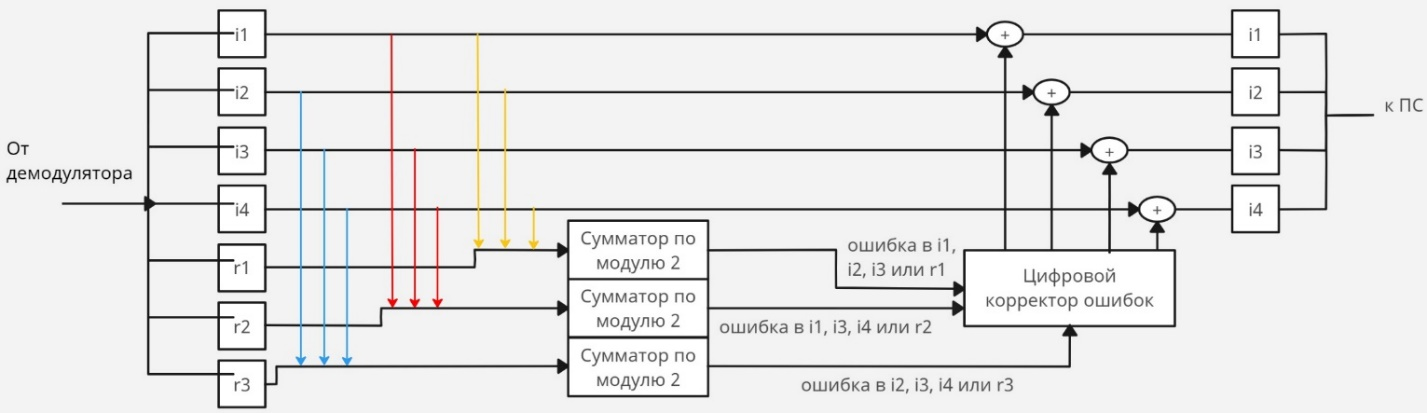 От
демодулятора
i1
i2
i3
i4
r1
r2
r3
Сумматор по
модулю 2
Сумматор по
модулю 2
Сумматор по
модулю 2
ошибка в i1,
i2, i3 или r1
ошибка в i1, i3, i4 или r2
ошибка в i2, i3, i4 или r3
+
+
+
+
Цифровой
корректор ошибок
i1
i2
i3
i4
к ПС